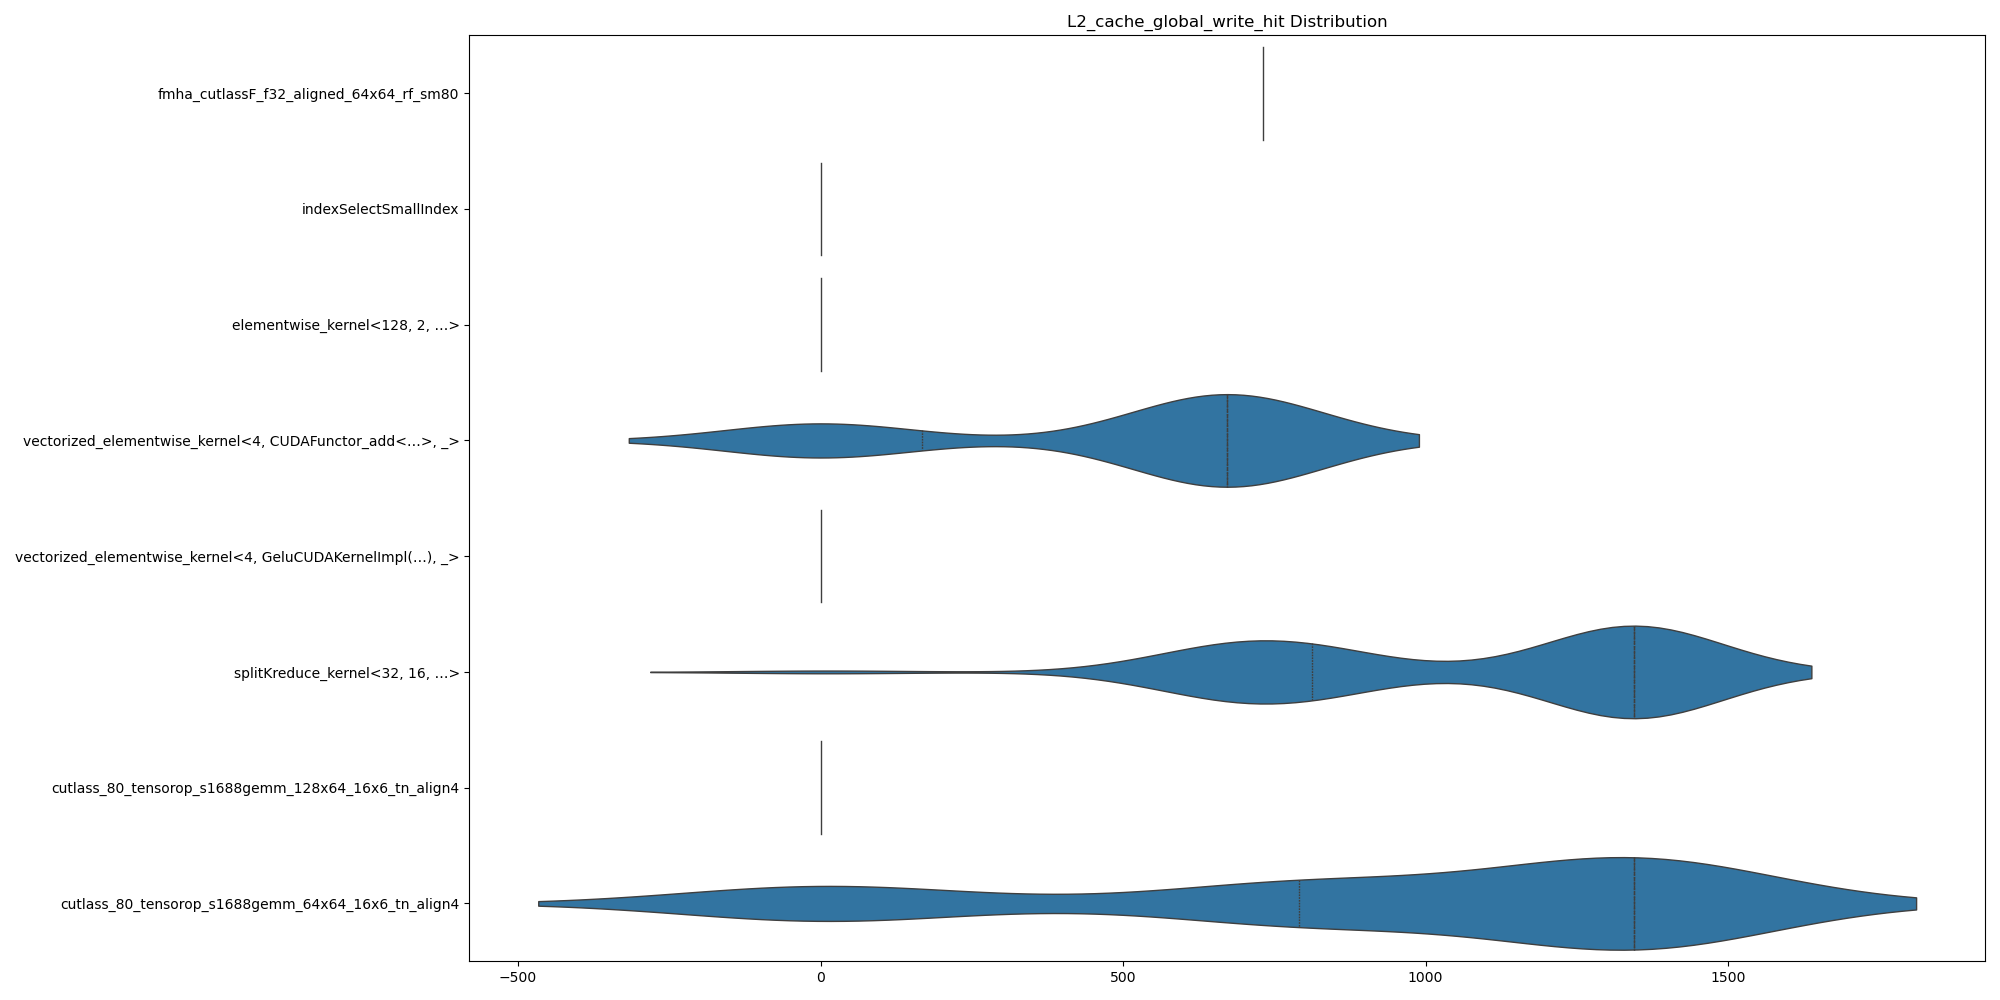 L2_cache_global_write_hit Distribution
fmha_cutlassF_f32_aligned_64x64_rf_sm80
indexSelectSmallIndex
elementwise_kernel<128, 2, ...>
vectorized_elementwise_kernel<4, CUDAFunctor_add<...>, _>
vectorized_elementwise_kernel<4, GeluCUDAKernelImpl(...), _>
splitKreduce_kernel<32, 16, ...>
cutlass_80_tensorop_s1688gemm_128x64_16x6_tn_align4
cutlass_80_tensorop_s1688gemm_64x64_16x6_tn_align4
−500 0 500 1000 1500